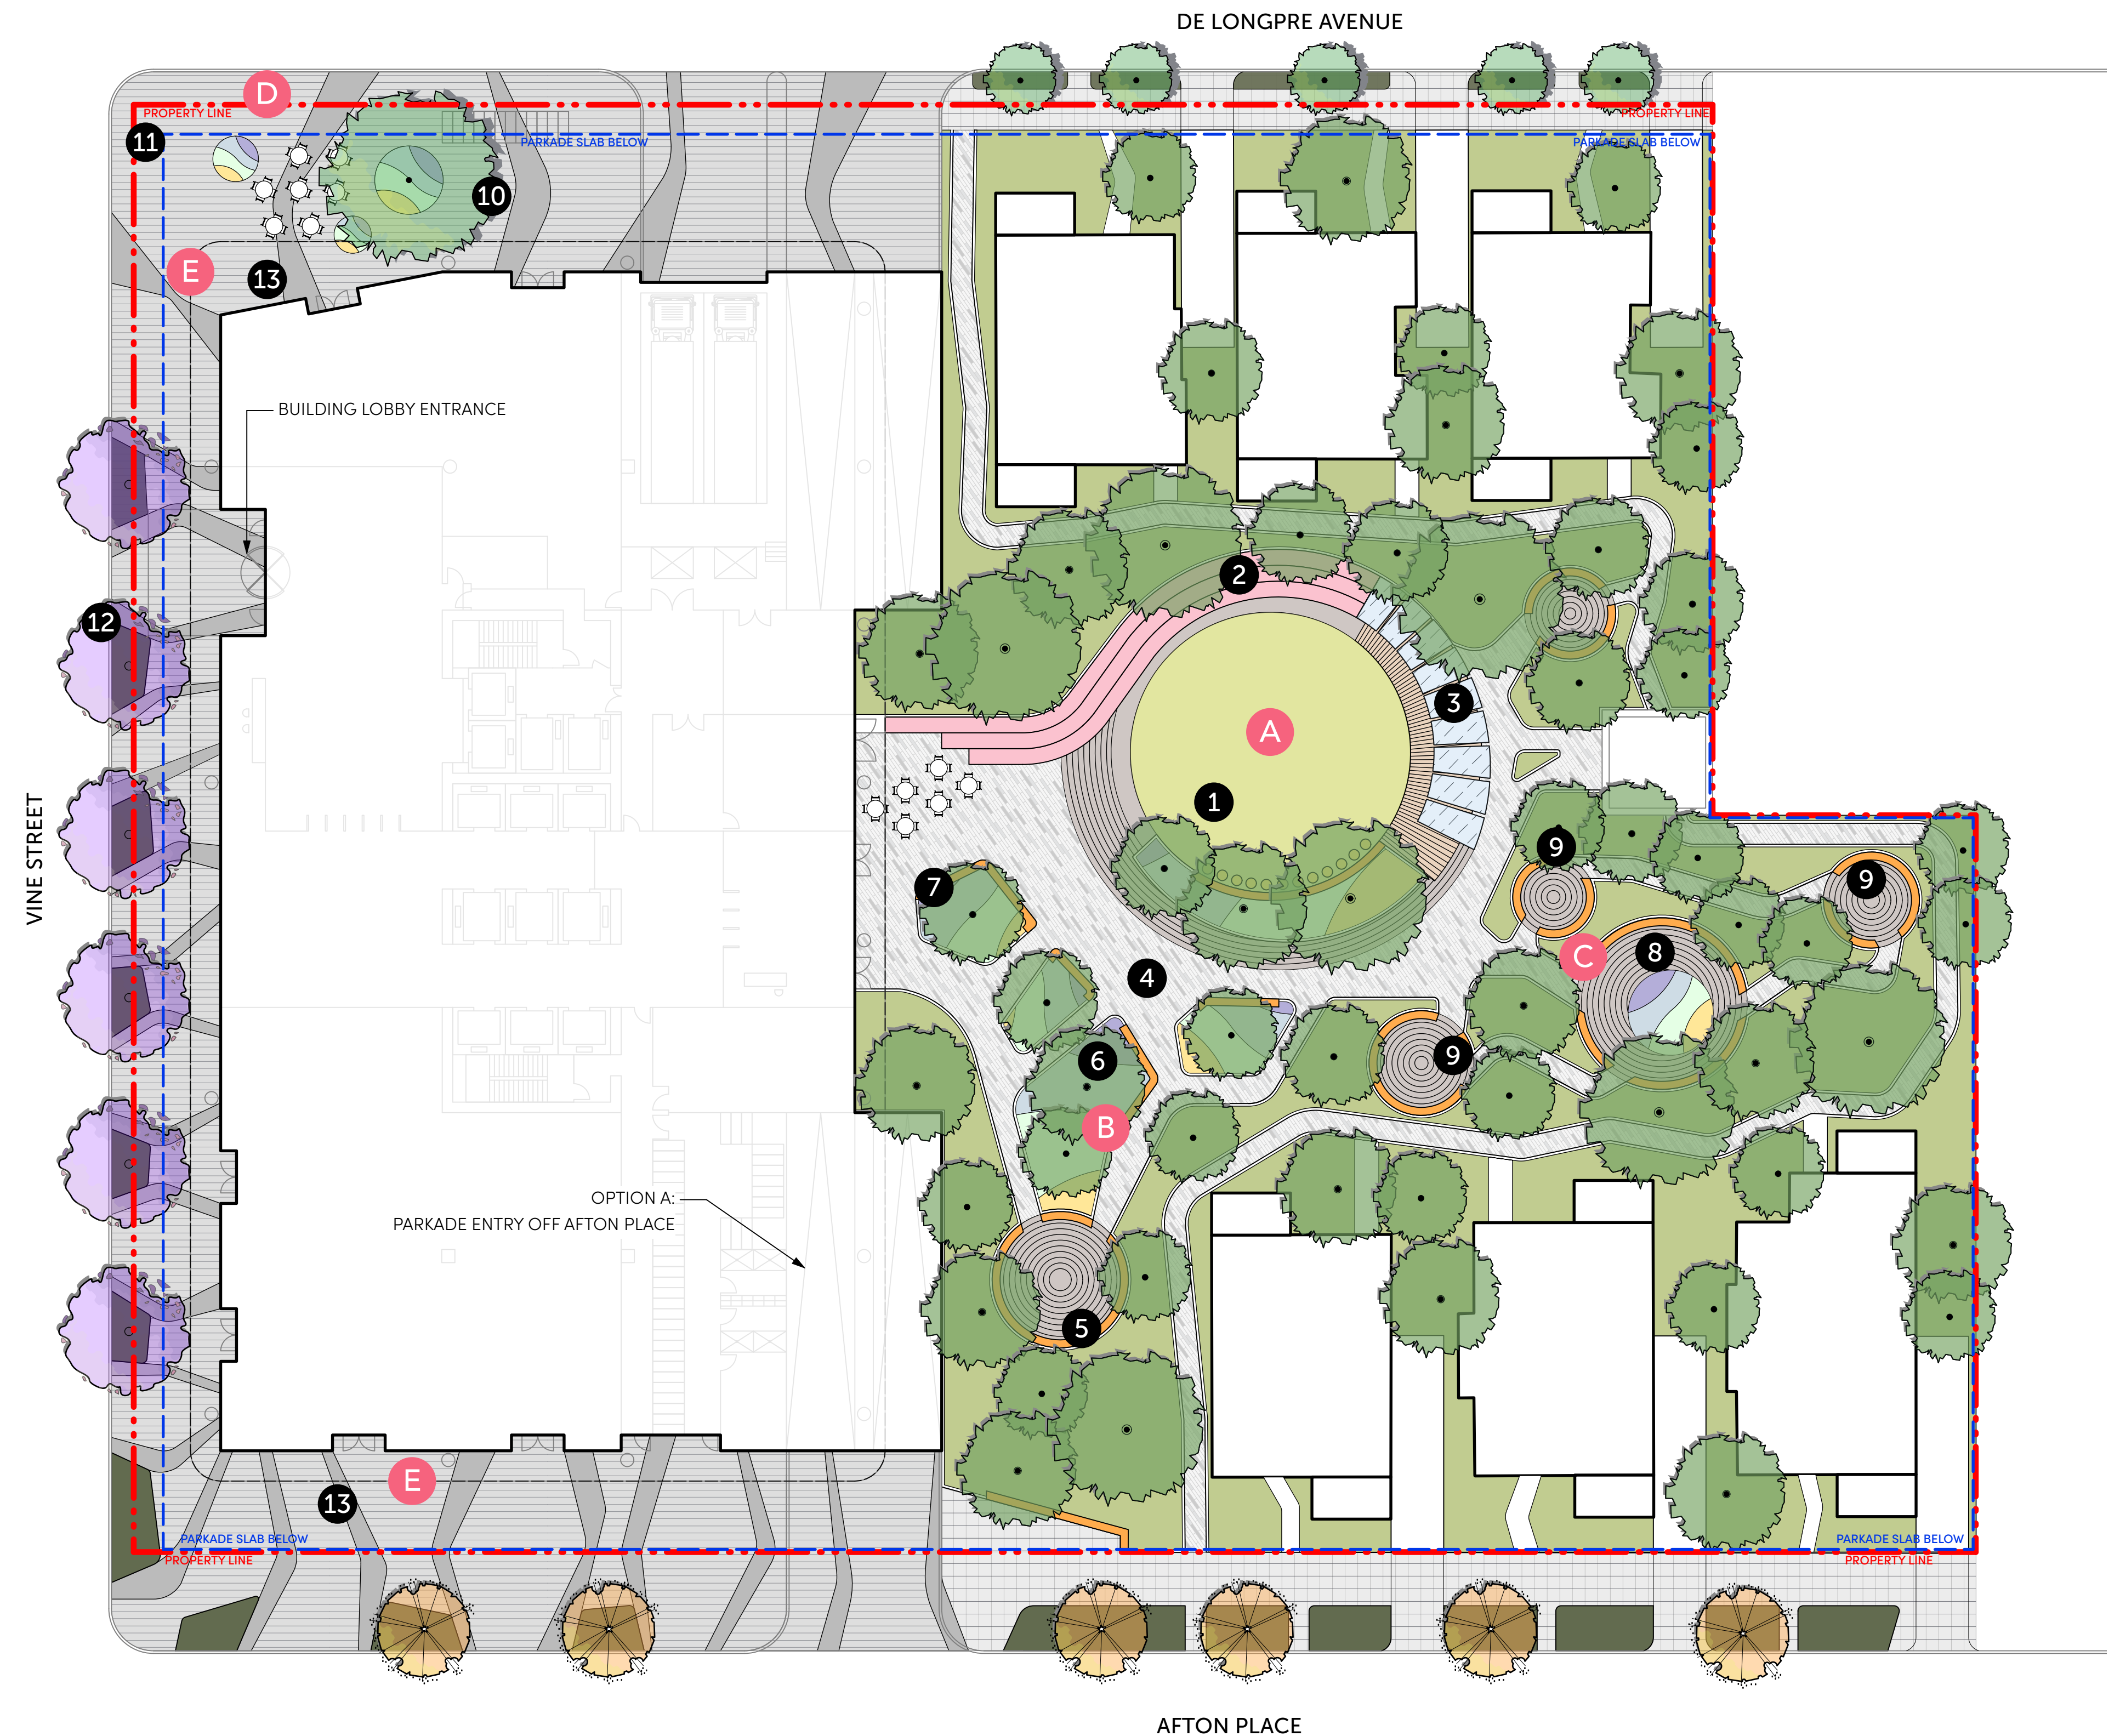 DE LONGPRE AVENUE
D
PROPERTY LINE
PROPERTY LINE
11
PARKADE SLAB BELOW
PARKADE SLAB BELOW
10
E
13
BUILDING LOBBY ENTRANCE
2
12
3
A
1
VINE STREET
7
9
9
4
C
8
6
9
B
OPTION A:
PARKADE ENTRY OFF AFTON PLACE
5
E
13
PARKADE SLAB BELOW
PARKADE SLAB BELOW
PROPERTY LINE
PROPERTY LINE
AFTON PLACE